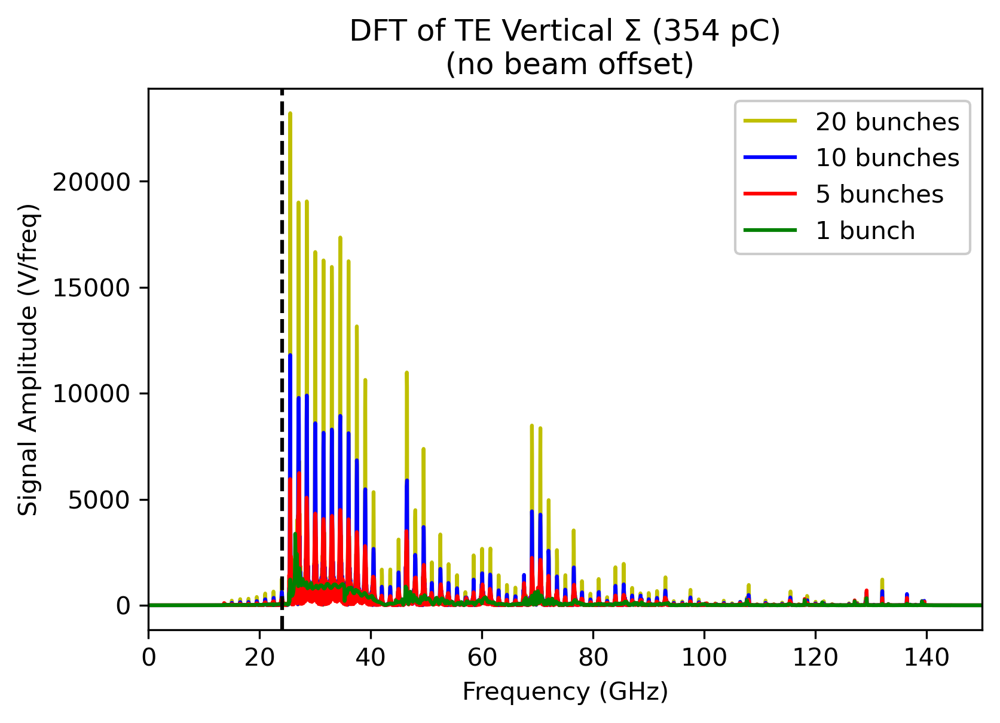 DFT of TE Vertical Σ (354 pC)
(no beam offset)
20 bunches
10 bunches
5 bunches
1 bunch
Signal Amplitude (V/freq)
20000
15000
10000
5000
0
0 20 40 60 80 100 120 140
Frequency (GHz)